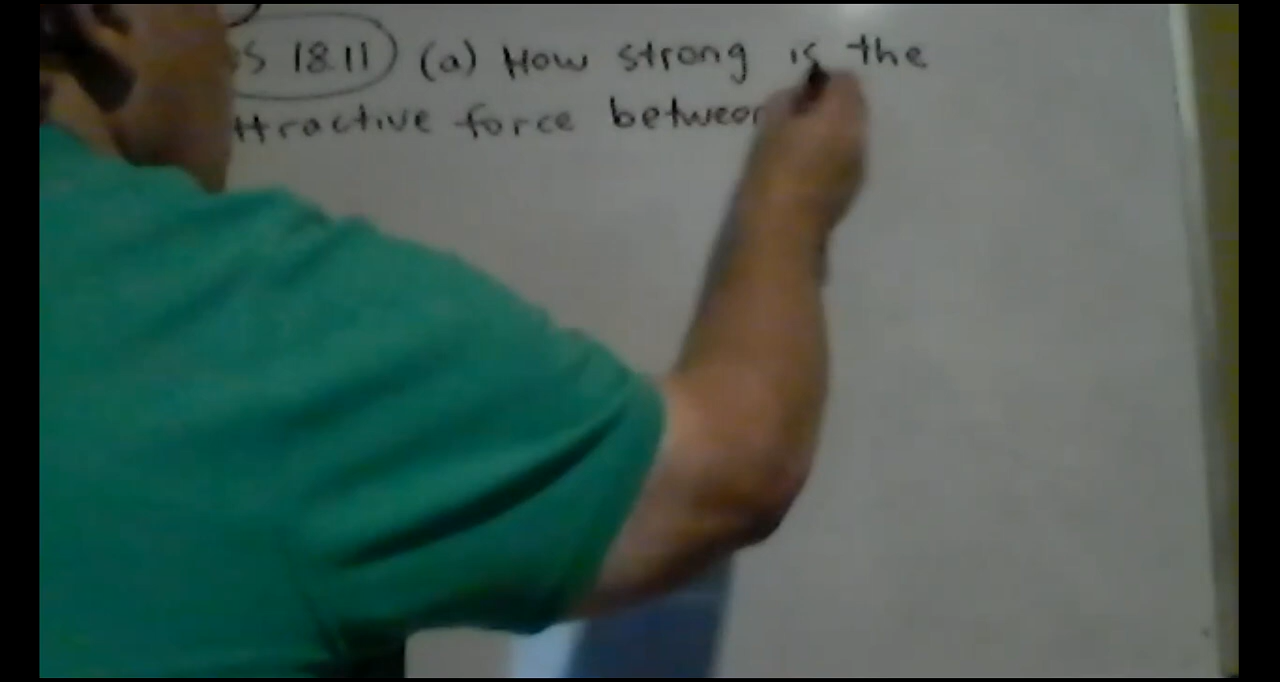 S 18.11 (a) How strong is the
ttractive force between